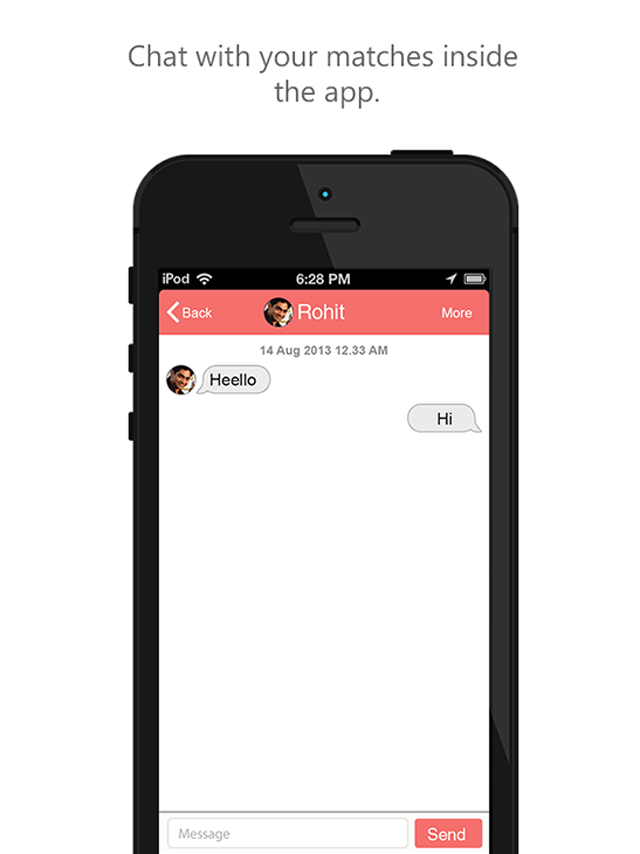 Chat with your matches inside
the app.
iPod 6:28 PM
Back Rohit More
14 Aug 2013 12.33 AM
Heello
Hi
Message Send